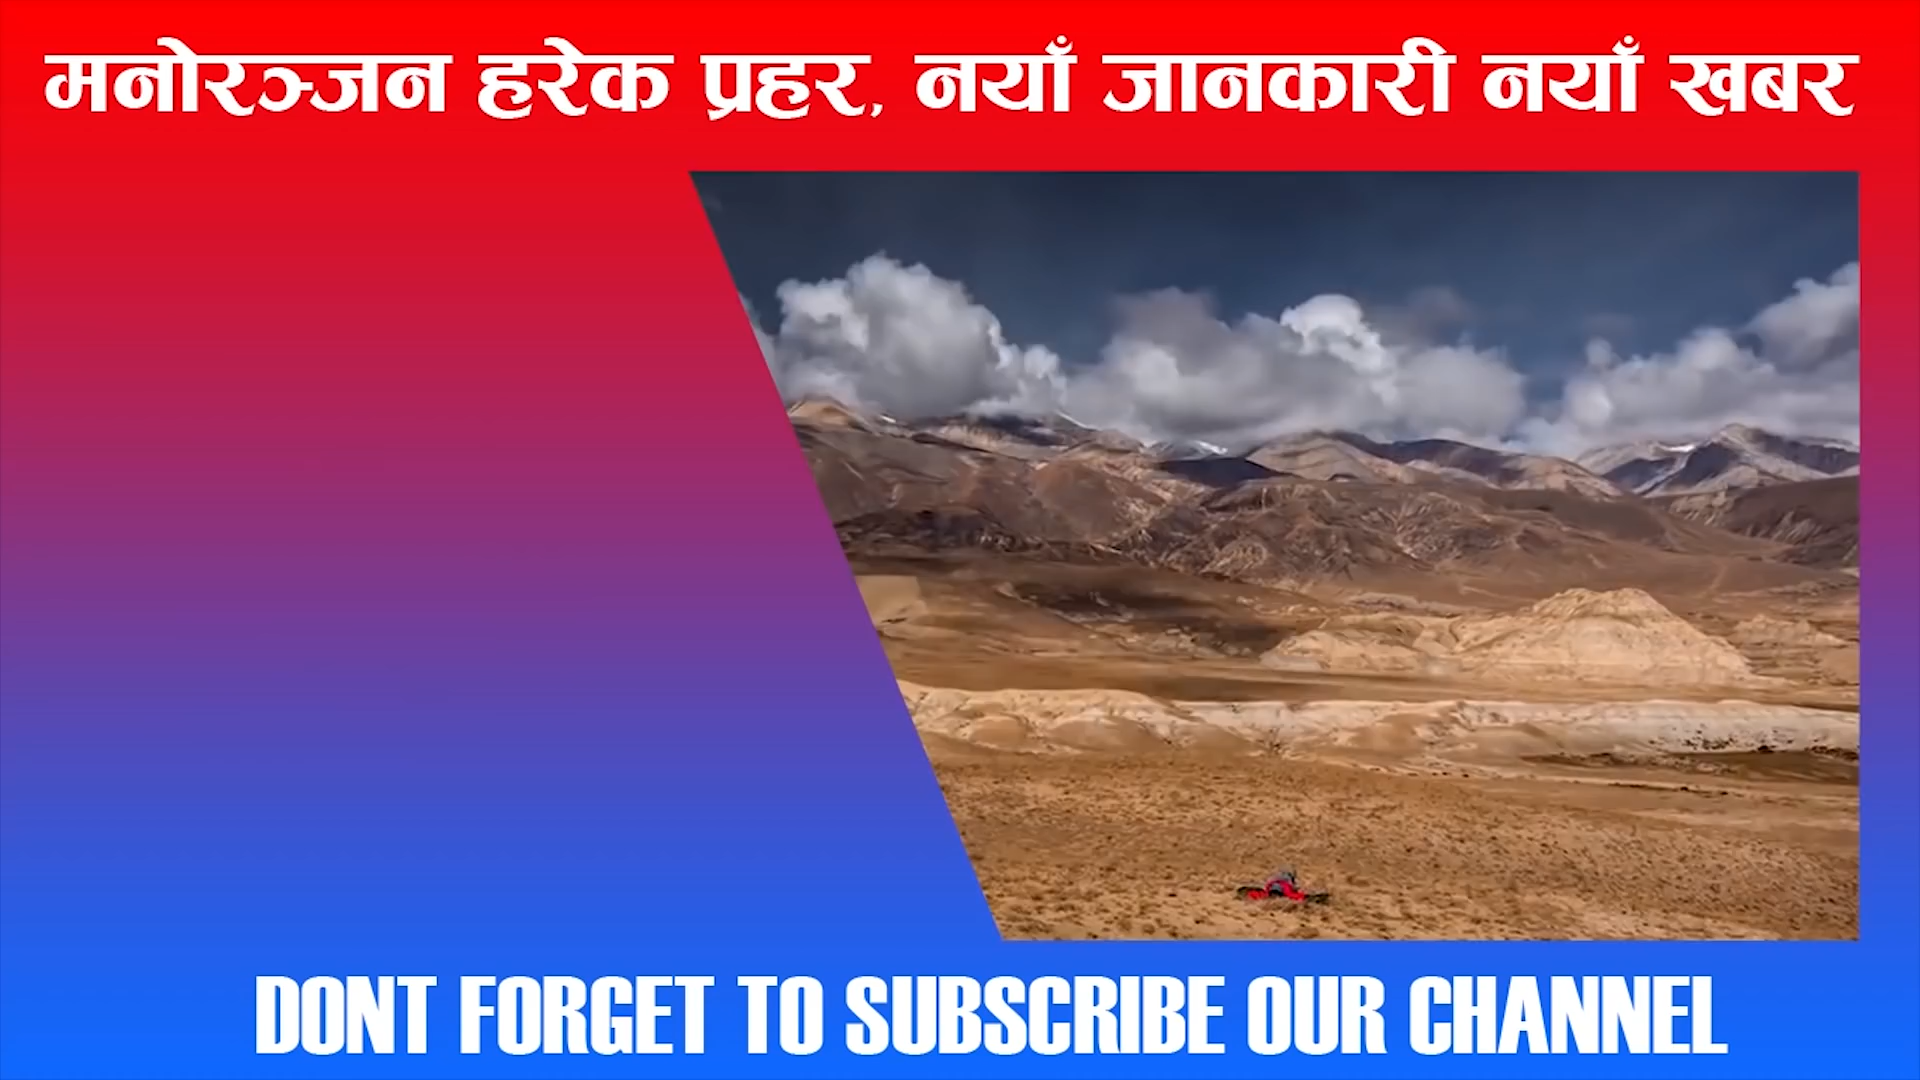 मनोरञ्जन हरेक प्रहर, नयाँ जानकारी नयाँ खबर
DONT FORGET TO SUBSCRIBE OUR CHANNEL